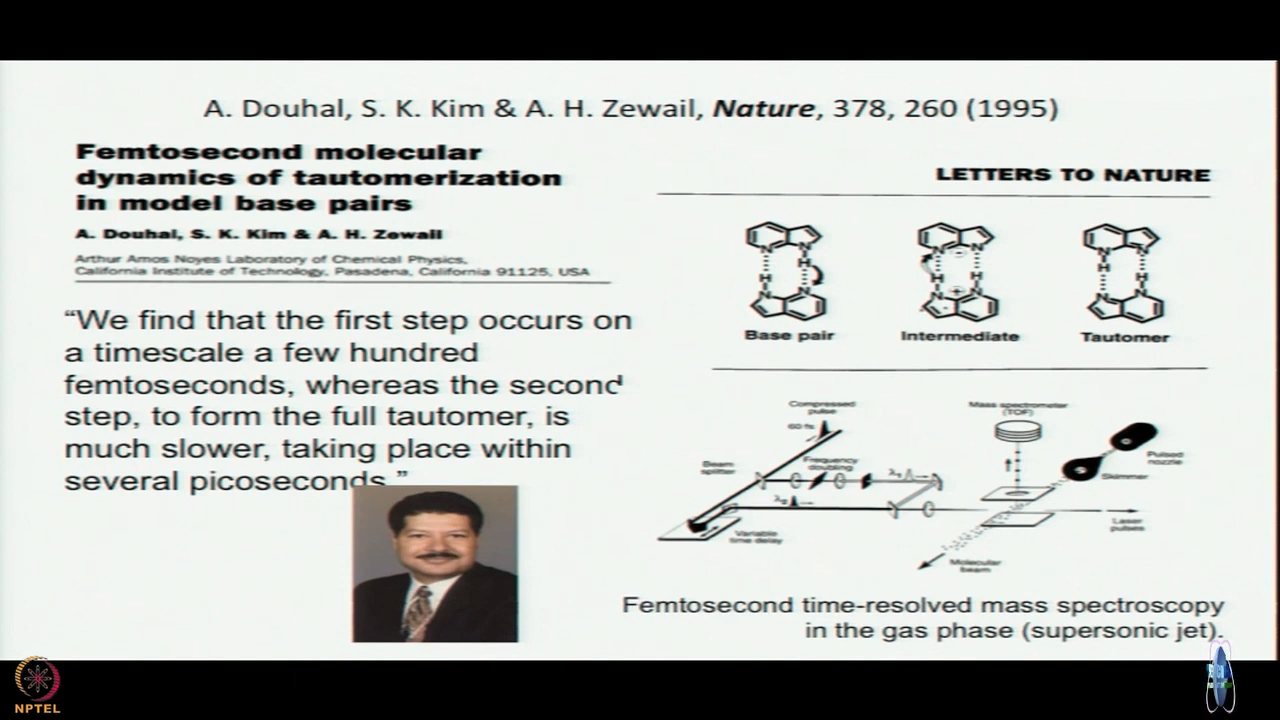 A. Douhal, S. K. Kim & A. H. Zewail, Nature, 378, 260 (1995)
Femtosecond molecular
dynamics of tautomerization
in model base pairs
A. Douhal, S. K. Kim & A. H. Zewail
Arthur Amos Noyes Laboratory of Chemical Physics,
California Institute of Technology, Pasadena, California 91125, USA
“We find that the first step occurs on
a timescale a few hundred
femtoseconds, whereas the second
step, to form the full tautomer, is
much slower, taking place within
several picoseconds.”
LETTERS TO NATURE
N N
H H
N N
Base pair
N N
H H
N N
Intermediate
N N
H H
N N
Tautomer
Compressed
pulse
60 fs
Beam
splitter
Frequency
doubling
λ₁
λ₂
Variable
time delay
Mass spectrometer
(TOF)
Pulsed
nozzle
Skimmer
Laser
pulses
Molecular
beam
Femtosecond time-resolved mass spectroscopy
in the gas phase (supersonic jet).
NPTEL